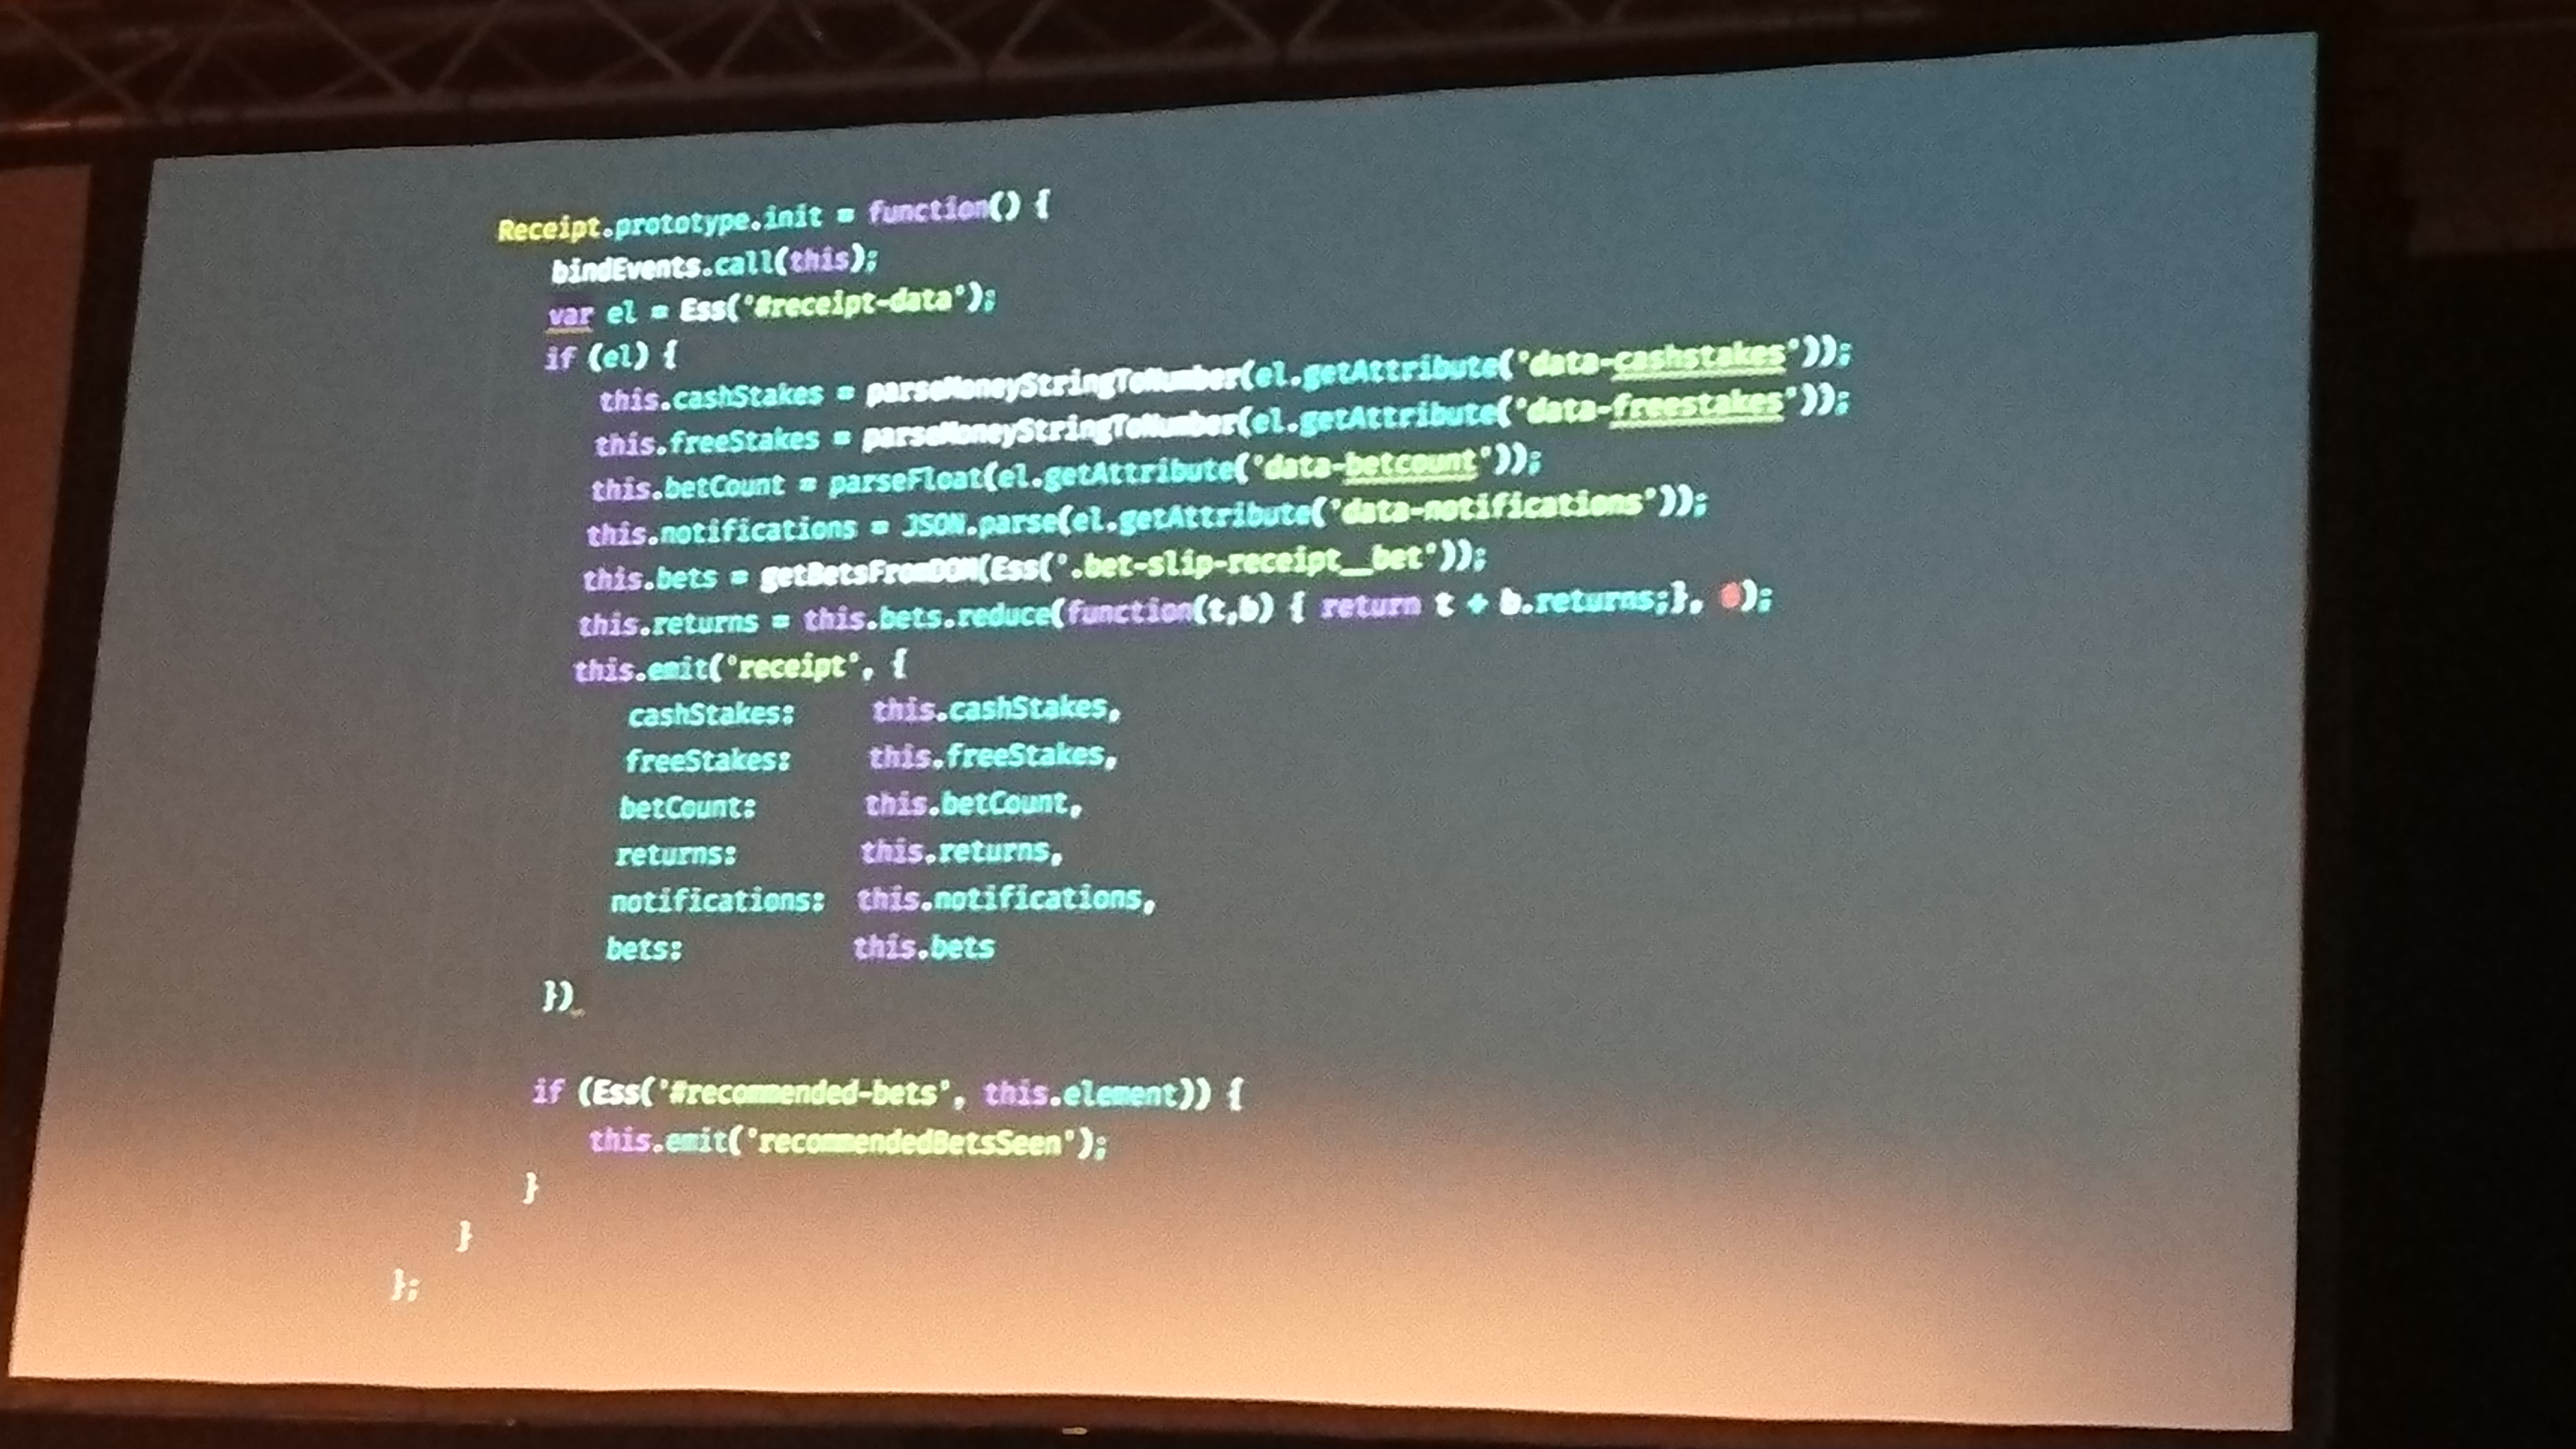 Receipt.prototype.init = function() {
bindEvents.call(this);
var el = Ess('#receipt-data');
if (el) {
this.cashStakes = parseMoneyStringToNumber(el.getAttribute('data-cashstakes'));
this.freeStakes = parseMoneyStringToNumber(el.getAttribute('data-freestakes'));
this.betCount = parseFloat(el.getAttribute('data-betcount'));
this.notifications = JSON.parse(el.getAttribute('data-notifications'));
this.bets = getBetsFromDOM(Ess('.bet-slip-receipt__bet'));
this.returns = this.bets.reduce(function(t,b) { return t + b.returns;}, 0);
this.emit('receipt', {
cashStakes: this.cashStakes,
freeStakes: this.freeStakes,
betCount: this.betCount,
returns: this.returns,
notifications: this.notifications,
bets: this.bets
})
if (Ess('#recommended-bets', this.element)) {
this.emit('recommendedBetsSeen');
}
}
};